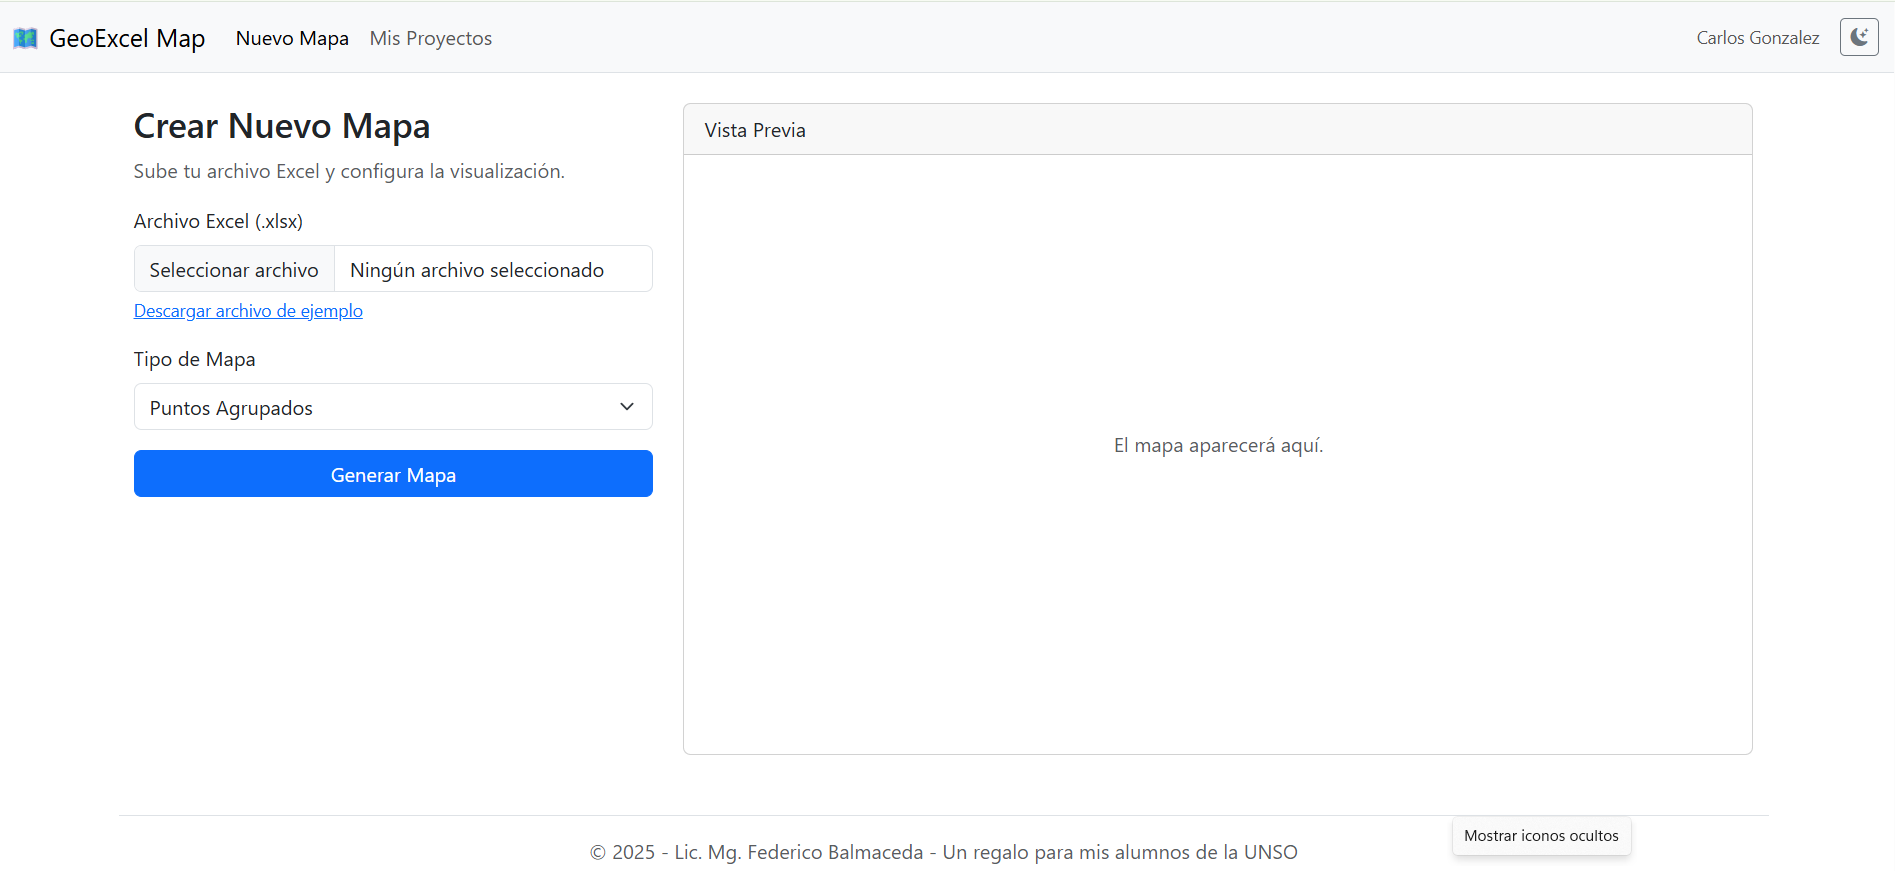 GeoExcel Map
Nuevo Mapa
Mis Proyectos
Carlos Gonzalez
Crear Nuevo Mapa
Sube tu archivo Excel y configura la visualización.
Archivo Excel (.xlsx)
Seleccionar archivo
Ningún archivo seleccionado
Descargar archivo de ejemplo
Tipo de Mapa
Puntos Agrupados
Generar Mapa
Vista Previa
El mapa aparecerá aquí.
Mostrar iconos ocultos
© 2025 - Lic. Mg. Federico Balmaceda - Un regalo para mis alumnos de la UNSO